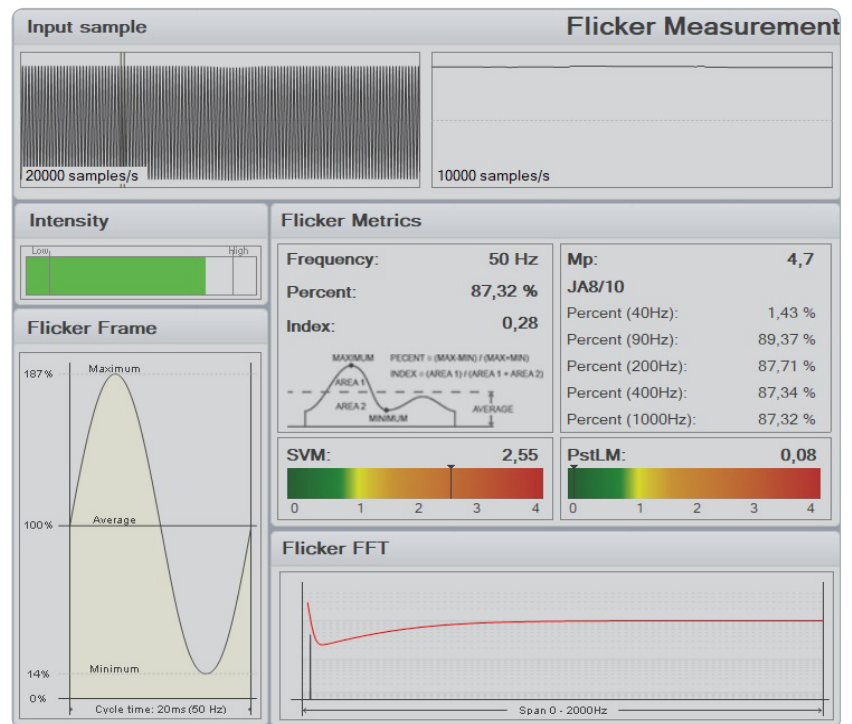 Input sample
Flicker Measurement
20000 samples/s
10000 samples/s
Intensity
Low
High
Flicker Metrics
Frequency: 50 Hz
Percent: 87,32 %
Index: 0,28
MAXIMUM
PECENT = (MAX-MIN) / (MAX+MIN)
INDEX = (AREA 1) / (AREA 1 + AREA 2)
AREA 1
AREA 2
MINIMUM
AVERAGE
Mp: 4,7
JA8/10
Percent (40Hz): 1,43 %
Percent (90Hz): 89,37 %
Percent (200Hz): 87,71 %
Percent (400Hz): 87,34 %
Percent (1000Hz): 87,32 %
Flicker Frame
187%
Maximum
100%
Average
14%
Minimum
0%
Cycle time: 20ms (50 Hz)
SVM: 2,55
0 1 2 3 4
PstLM: 0,08
0 1 2 3 4
Flicker FFT
Span 0 - 2000Hz